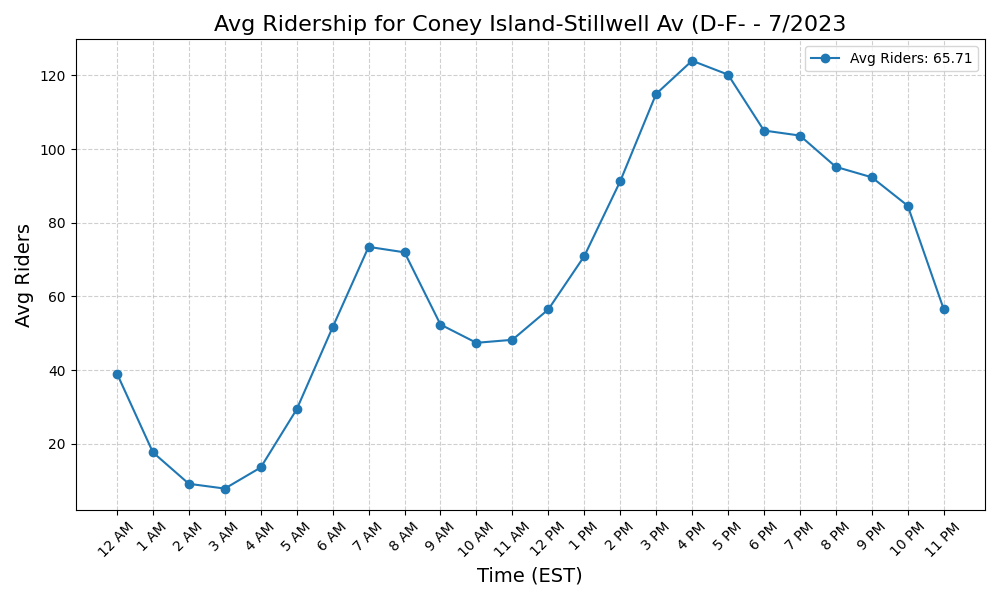 Avg Ridership for Coney Island-Stillwell Av (D-F- - 7/2023
Avg Riders: 65.71
Avg Riders
120
100
80
60
40
20
12 AM
1 AM
2 AM
3 AM
4 AM
5 AM
6 AM
7 AM
8 AM
9 AM
10 AM
11 AM
12 PM
1 PM
2 PM
3 PM
4 PM
5 PM
6 PM
7 PM
8 PM
9 PM
10 PM
11 PM
Time (EST)